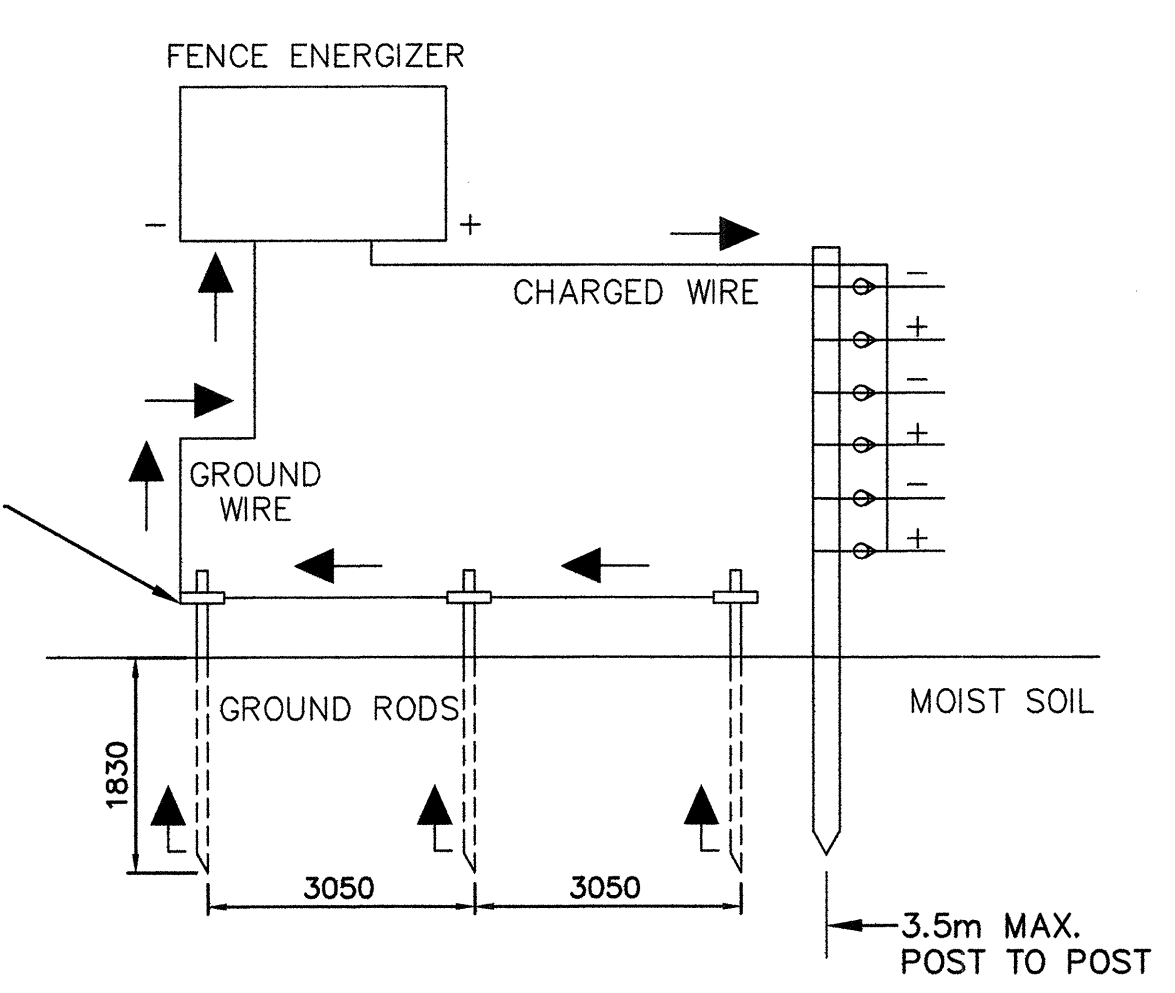 FENCE ENERGIZER
− +
CHARGED WIRE
−
+
−
+
−
+
GROUND
WIRE
GROUND RODS
MOIST SOIL
1830
3050 3050
3.5m MAX.
POST TO POST